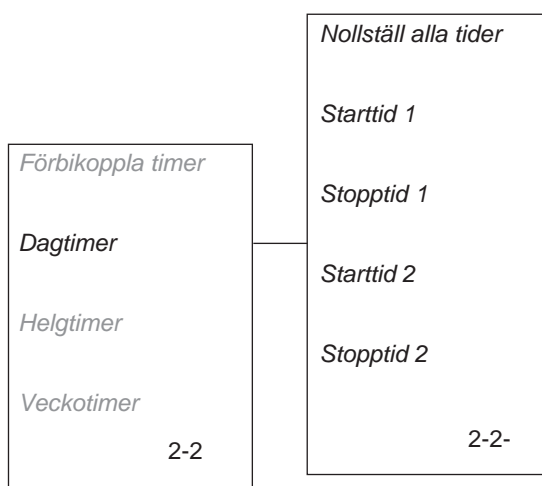 Förbikoppla timer
Dagtimer
Helgtimer
Veckotimer
2-2
Nollställ alla tider
Starttid 1
Stopptid 1
Starttid 2
Stopptid 2
2-2-